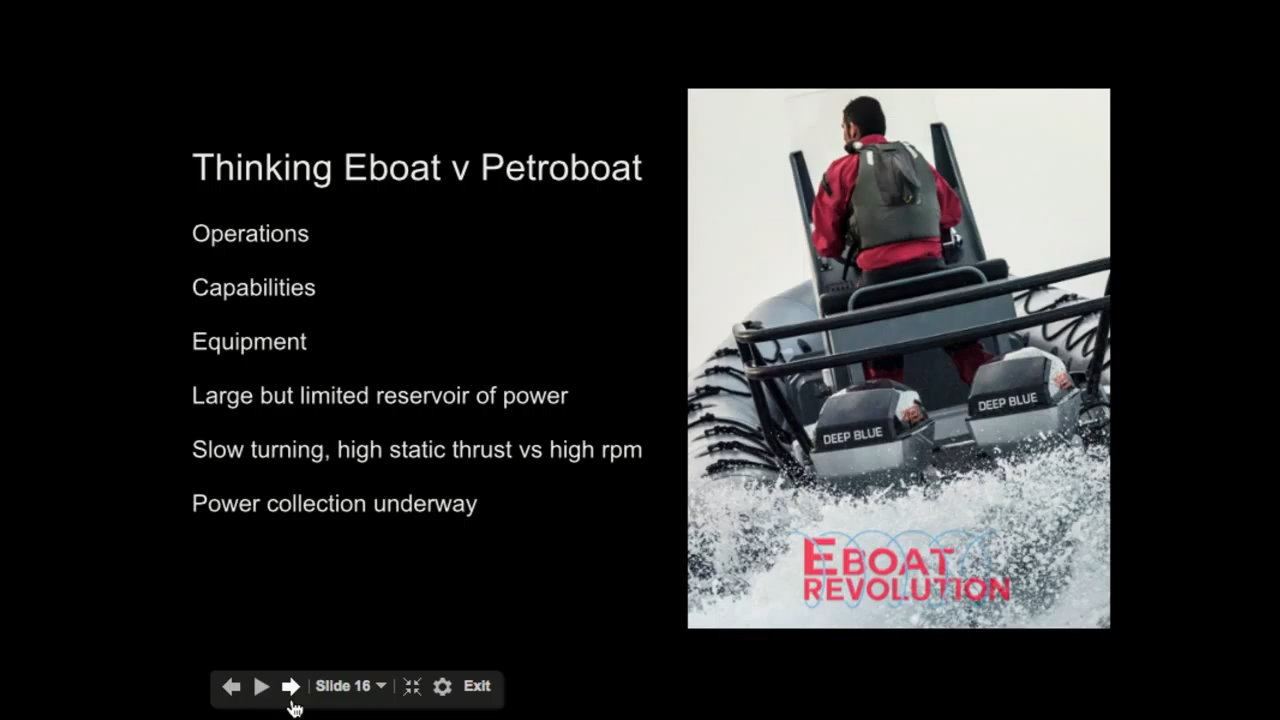 Thinking Eboat v Petroboat
Operations
Capabilities
Equipment
Large but limited reservoir of power
Slow turning, high static thrust vs high rpm
Power collection underway
DEEP BLUE
DEEP BLUE
EBOAT
REVOLUTION
Slide 16
Exit